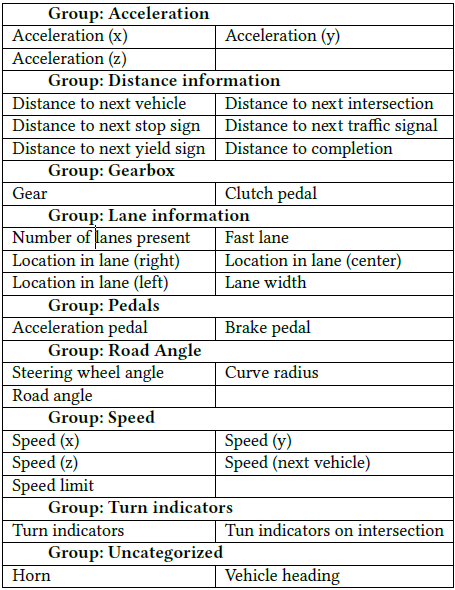 Group: Acceleration
Acceleration (x) Acceleration (y)
Acceleration (z)
Group: Distance information
Distance to next vehicle Distance to next intersection
Distance to next stop sign Distance to next traffic signal
Distance to next yield sign Distance to completion
Group: Gearbox
Gear Clutch pedal
Group: Lane information
Number of lanes present Fast lane
Location in lane (right) Location in lane (center)
Location in lane (left) Lane width
Group: Pedals
Acceleration pedal Brake pedal
Group: Road Angle
Steering wheel angle Curve radius
Road angle
Group: Speed
Speed (x) Speed (y)
Speed (z) Speed (next vehicle)
Speed limit
Group: Turn indicators
Turn indicators Tun indicators on intersection
Group: Uncategorized
Horn Vehicle heading